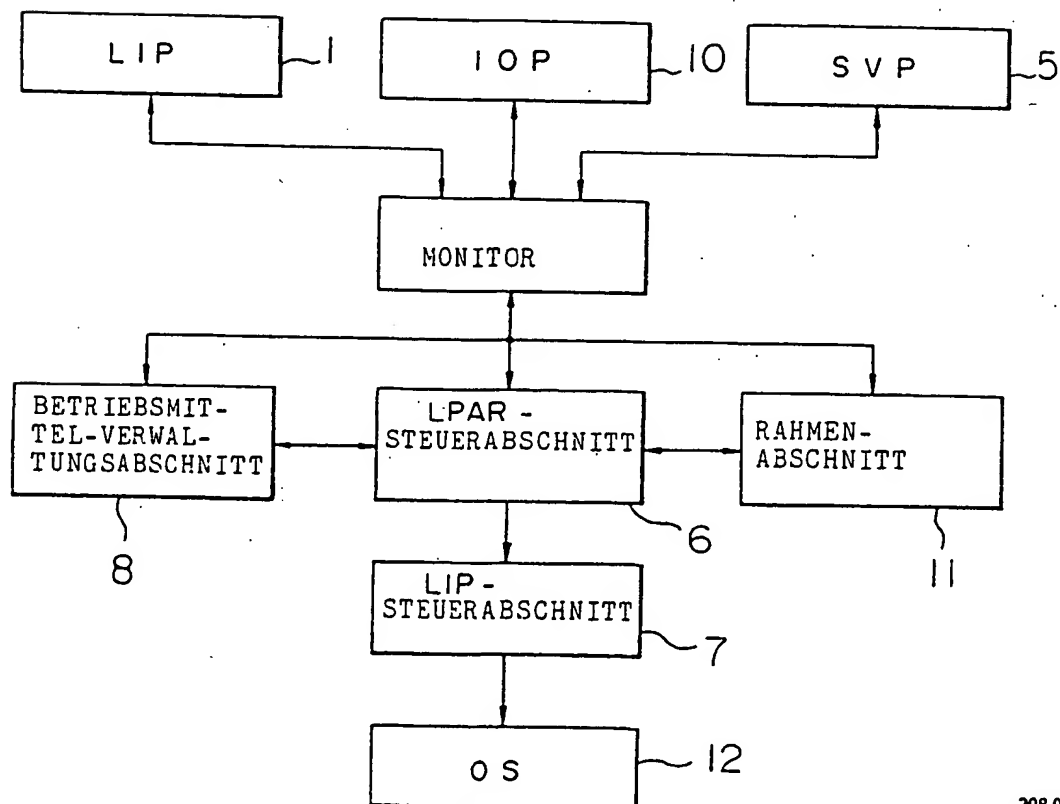 LIP
1
IOP
10
SVP
5
MONITOR
BETRIEBSMIT-
TEL-VERWAL-
TUNGSABSCHNITT
8
LPAR -
STEUERABSCHNITT
6
RAHMEN-
ABSCHNITT
11
LIP -
STEUERABSCHNITT
7
OS
12